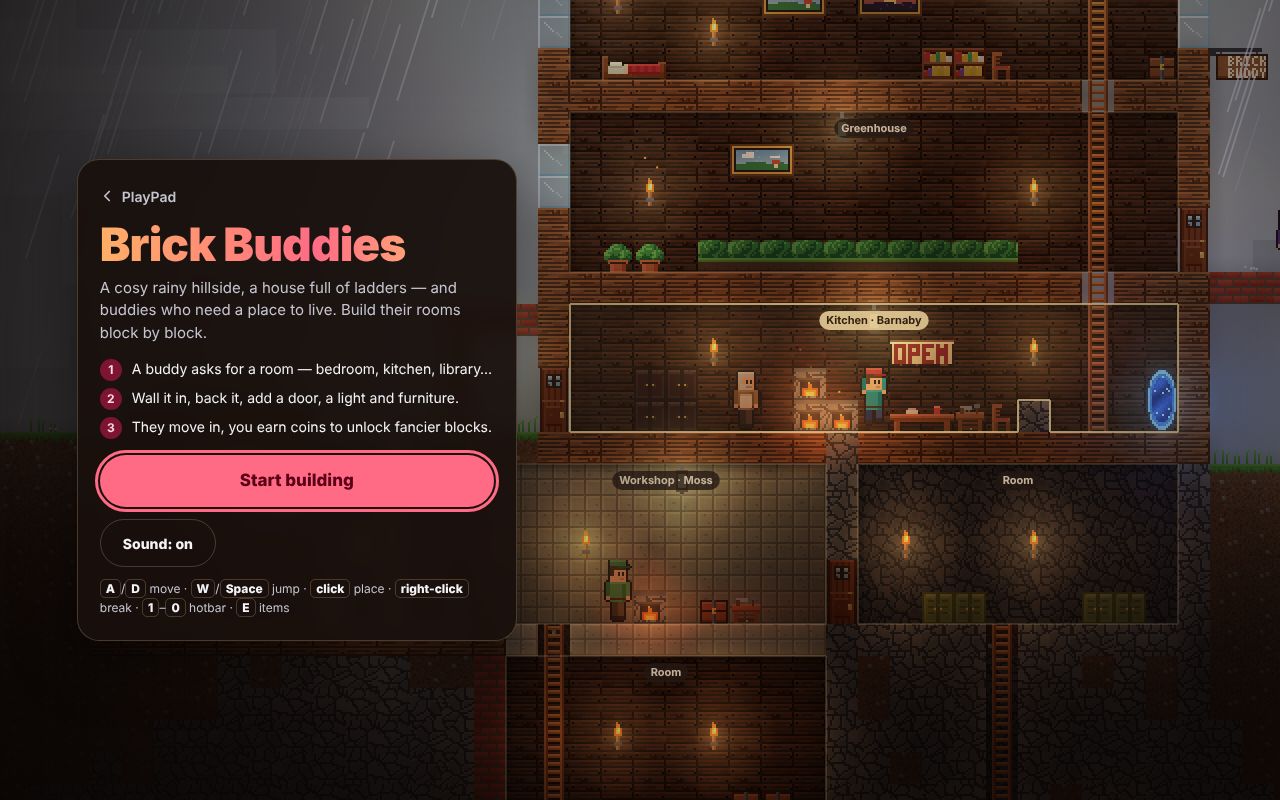 PlayPad
Brick Buddies
A cosy rainy hillside, a house full of ladders — and
buddies who need a place to live. Build their rooms
block by block.
1 A buddy asks for a room — bedroom, kitchen, library...
2 Wall it in, back it, add a door, a light and furniture.
3 They move in, you earn coins to unlock fancier blocks.
Start building
Sound: on
A / D move · W / Space jump · click place · right-click
break · 1 – 0 hotbar · E items
BRICK
BUDDY
Greenhouse
Kitchen · Barnaby
OPEN
Workshop · Moss
Room
Room